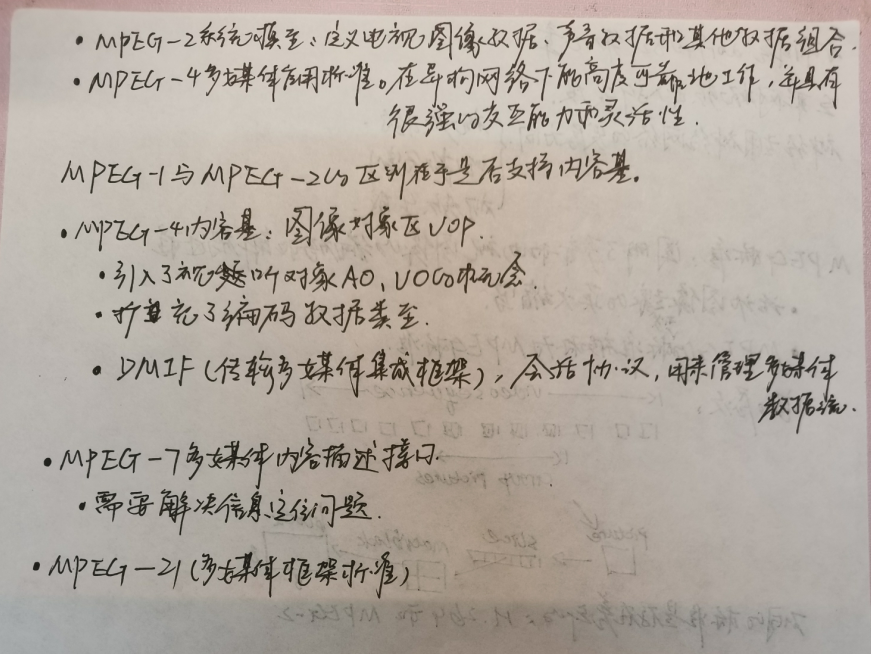 · MPEG-2系统模型：定义电视图像数据、声音数据和其他数据组合.
· MPEG-4多媒体应用标准。在异构网络下能高度可靠地工作，并具有
很强的交互能力和灵活性.
MPEG-1与MPEG-2的区别在于是否支持内容基。
· MPEG-4内容基：图像对象区VOP.
· 引入了视听对象AO、VO的概念.
· 扩充了编码数据类型.
· DMIF(传输多媒体集成框架)，会话协议，用来管理多媒体
数据流.
· MPEG-7多媒体内容描述接口.
· 需要解决信息定位问题.
· MPEG-21(多媒体框架标准)